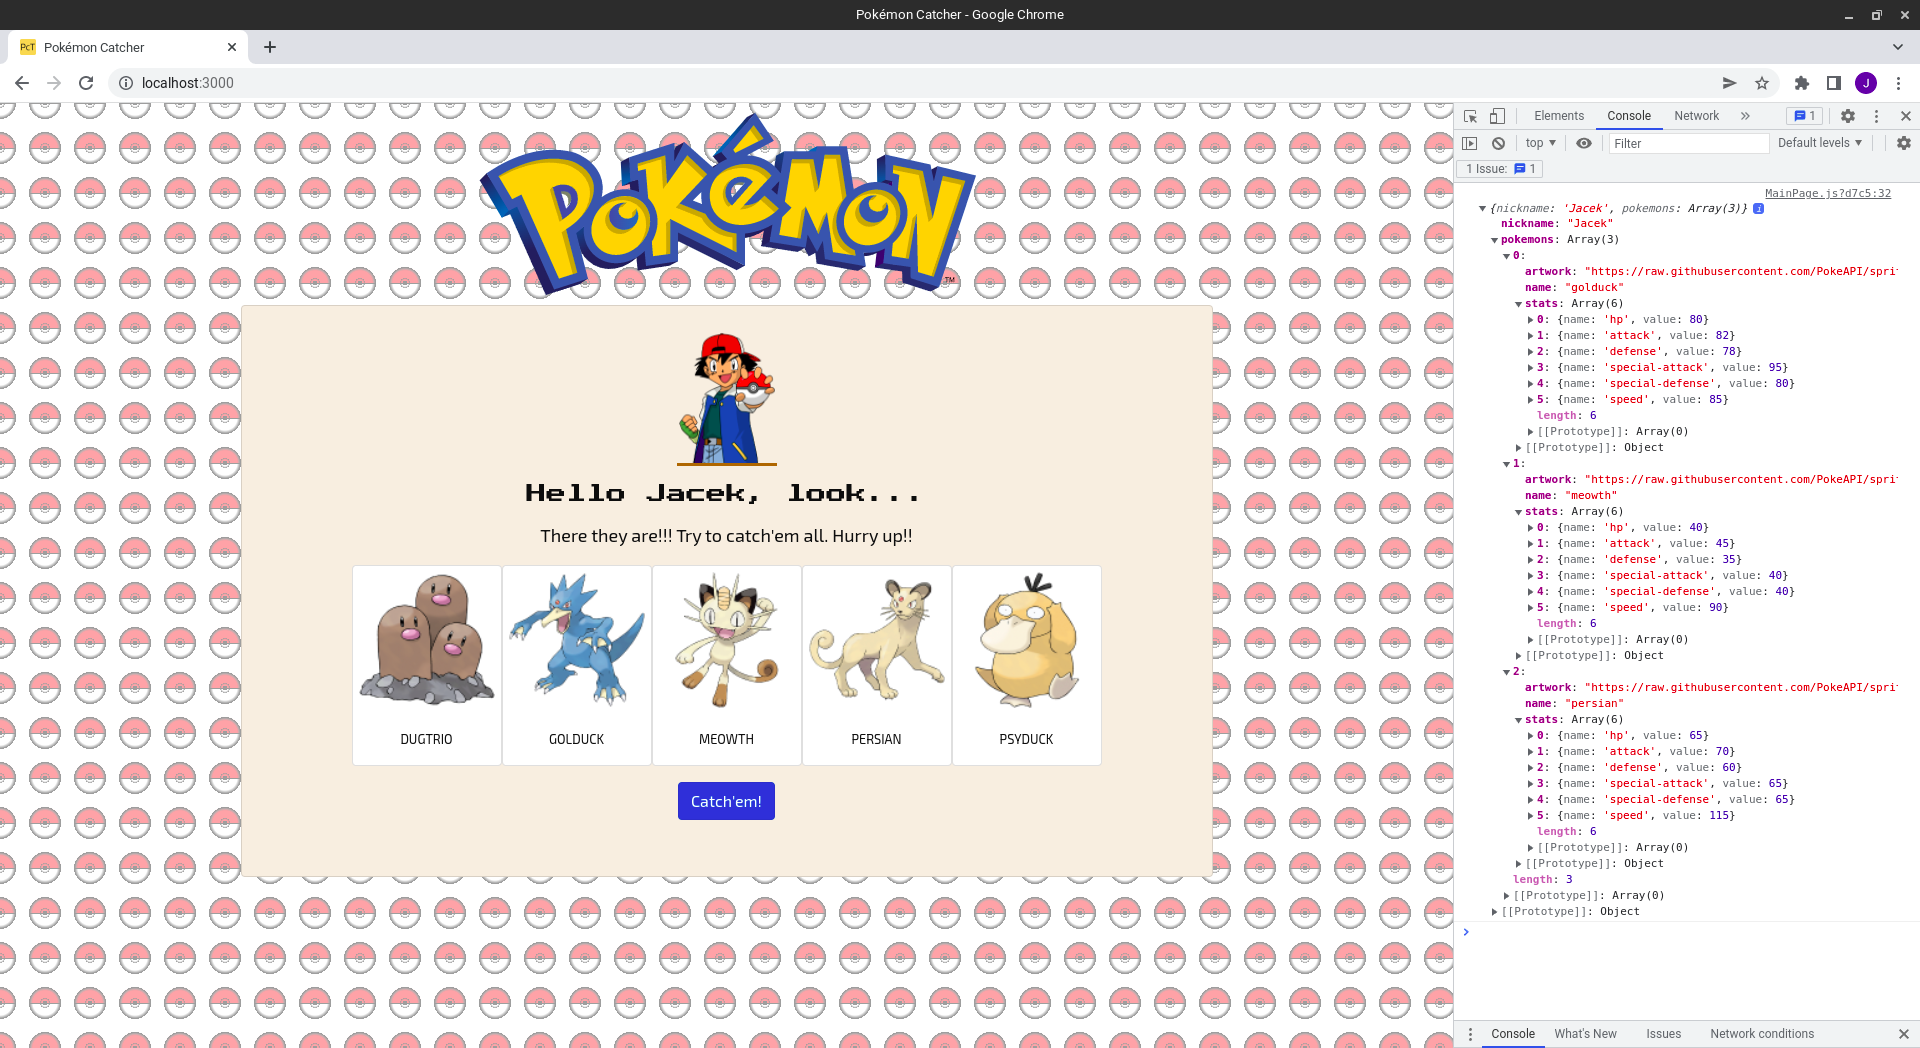 Pokémon Catcher - Google Chrome
PcT Pokémon Catcher
localhost:3000
J
POKéMON
TM
Hello Jacek, look...
There they are!!! Try to catch'em all. Hurry up!!
DUGTRIO GOLDUCK MEOWTH PERSIAN PSYDUCK
Catch'em!
Elements Console Network 1
top Filter Default levels
1 Issue: 1
MainPage.js?d7c5:32
{nickname: 'Jacek', pokemons: Array(3)} i
nickname: "Jacek"
pokemons: Array(3)
0:
artwork: "https://raw.githubusercontent.com/PokeAPI/spri
name: "golduck"
stats: Array(6)
0: {name: 'hp', value: 80}
1: {name: 'attack', value: 82}
2: {name: 'defense', value: 78}
3: {name: 'special-attack', value: 95}
4: {name: 'special-defense', value: 80}
5: {name: 'speed', value: 85}
length: 6
[[Prototype]]: Array(0)
[[Prototype]]: Object
1:
artwork: "https://raw.githubusercontent.com/PokeAPI/spri
name: "meowth"
stats: Array(6)
0: {name: 'hp', value: 40}
1: {name: 'attack', value: 45}
2: {name: 'defense', value: 35}
3: {name: 'special-attack', value: 40}
4: {name: 'special-defense', value: 40}
5: {name: 'speed', value: 90}
length: 6
[[Prototype]]: Array(0)
[[Prototype]]: Object
2:
artwork: "https://raw.githubusercontent.com/PokeAPI/spri
name: "persian"
stats: Array(6)
0: {name: 'hp', value: 65}
1: {name: 'attack', value: 70}
2: {name: 'defense', value: 60}
3: {name: 'special-attack', value: 65}
4: {name: 'special-defense', value: 65}
5: {name: 'speed', value: 115}
length: 6
[[Prototype]]: Array(0)
[[Prototype]]: Object
length: 3
[[Prototype]]: Array(0)
[[Prototype]]: Object
Console What's New Issues Network conditions